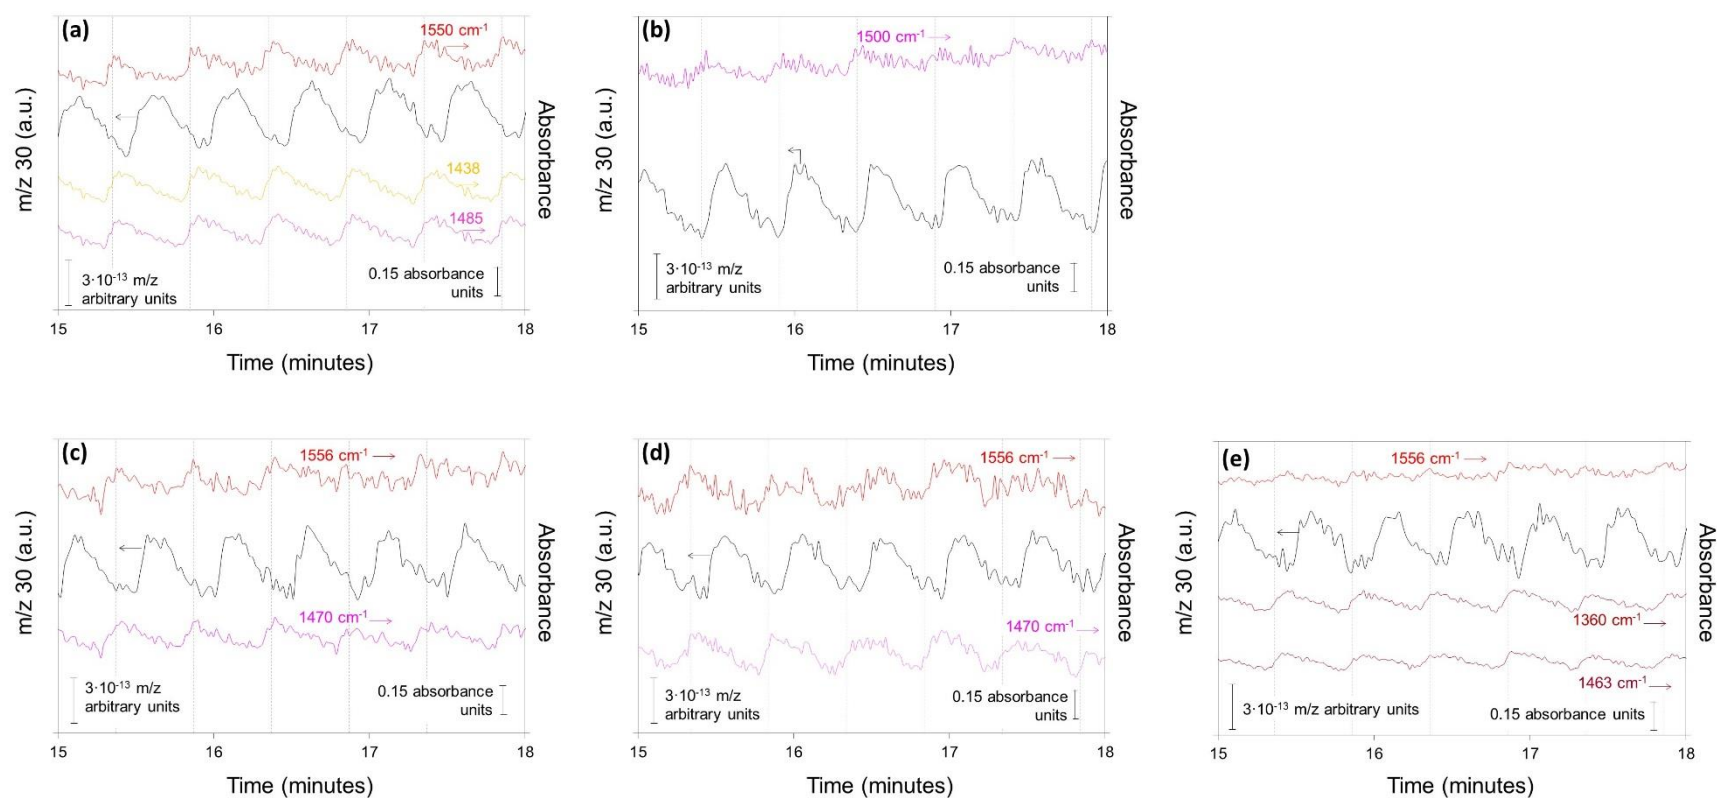 (a)
1550 cm⁻¹
m/z 30 (a.u.)
Absorbance
1438
1485
3·10⁻¹³ m/z
arbitrary units
0.15 absorbance
units
15 16 17 18
Time (minutes)
(b)
1500 cm⁻¹
m/z 30 (a.u.)
Absorbance
3·10⁻¹³ m/z
arbitrary units
0.15 absorbance
units
15 16 17 18
Time (minutes)
(c)
1556 cm⁻¹
m/z 30 (a.u.)
Absorbance
1470 cm⁻¹
3·10⁻¹³ m/z
arbitrary units
0.15 absorbance
units
15 16 17 18
Time (minutes)
(d)
1556 cm⁻¹
m/z 30 (a.u.)
Absorbance
1470 cm⁻¹
3·10⁻¹³ m/z
arbitrary units
0.15 absorbance
units
15 16 17 18
Time (minutes)
(e)
1556 cm⁻¹
m/z 30 (a.u.)
Absorbance
1360 cm⁻¹
1463 cm⁻¹
3·10⁻¹³ m/z arbitrary units
0.15 absorbance units
15 16 17 18
Time (minutes)